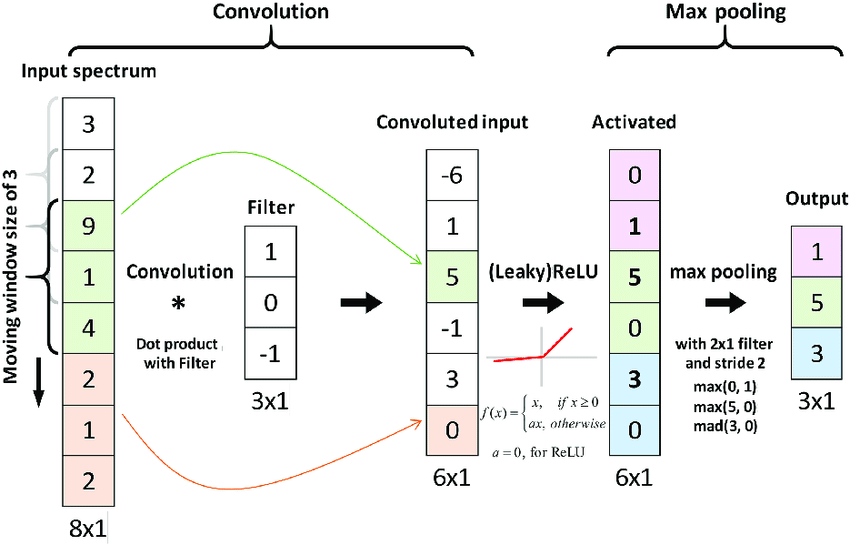 Convolution
Max pooling
Input spectrum
Moving window size of 3
3
2
9
1
4
2
1
2
8x1
Convolution
*
Dot product
with Filter
Filter
1
0
-1
3x1
Convoluted input
-6
1
5
-1
3
0
6x1
(Leaky)ReLU
f(x) = { x, if x ≥ 0
ax, otherwise
a = 0, for ReLU
Activated
0
1
5
0
3
0
6x1
max pooling
with 2x1 filter
and stride 2
max(0, 1)
max(5, 0)
mad(3, 0)
Output
1
5
3
3x1